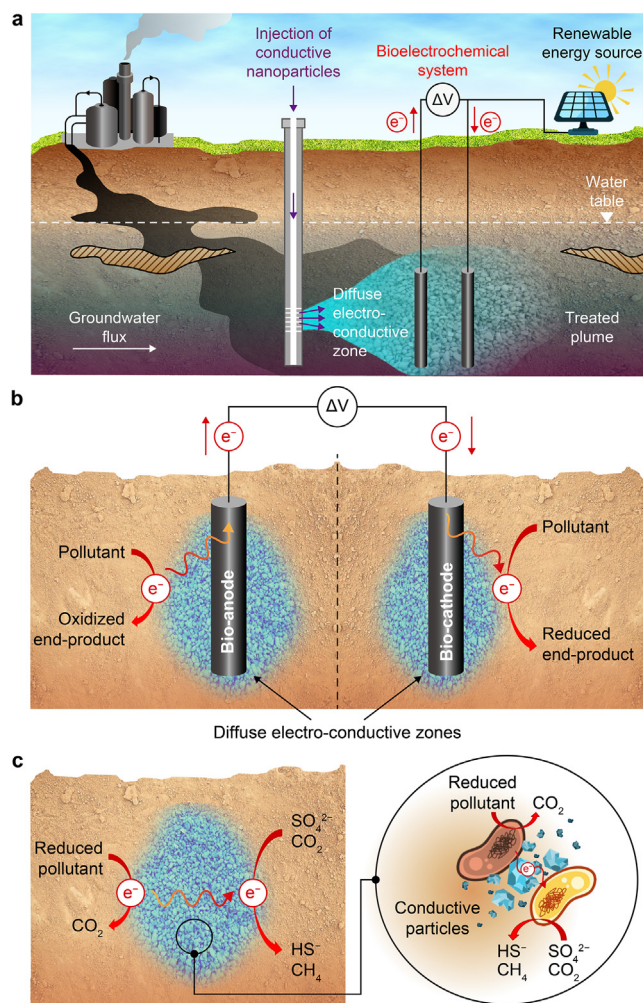 a
Injection of
conductive
nanoparticles
Bioelectrochemical
system
Renewable
energy source
ΔV
e⁻
e⁻
Water
table
Groundwater
flux
Diffuse
electro-
conductive
zone
Treated
plume
b
ΔV
e⁻
e⁻
Pollutant
e⁻
Oxidized
end-product
Bio-anode
Bio-cathode
Pollutant
e⁻
Reduced
end-product
Diffuse electro-conductive zones
c
Reduced
pollutant
e⁻
CO₂
SO₄²⁻
CO₂
e⁻
HS⁻
CH₄
Reduced
pollutant
CO₂
e⁻
Conductive
particles
HS⁻
CH₄
SO₄²⁻
CO₂